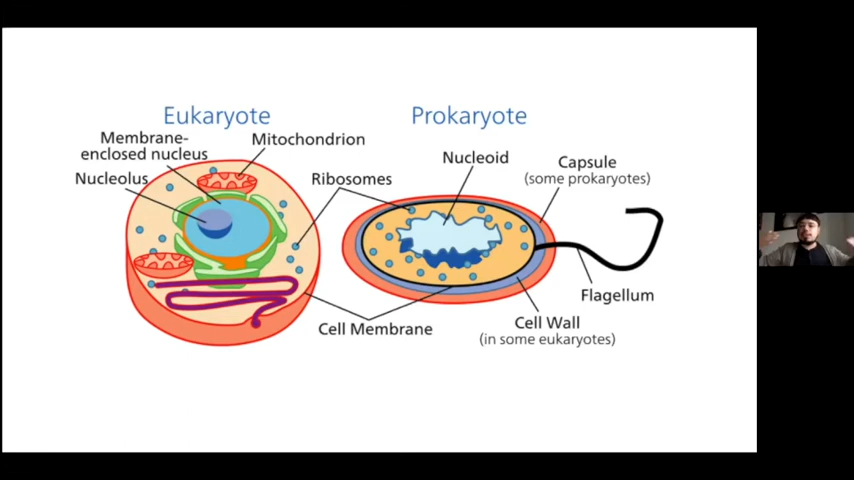 Eukaryote
Prokaryote
Membrane-
enclosed nucleus
Nucleolus
Mitochondrion
Ribosomes
Nucleoid
Capsule
(some prokaryotes)
Cell Membrane
Flagellum
Cell Wall
(in some eukaryotes)